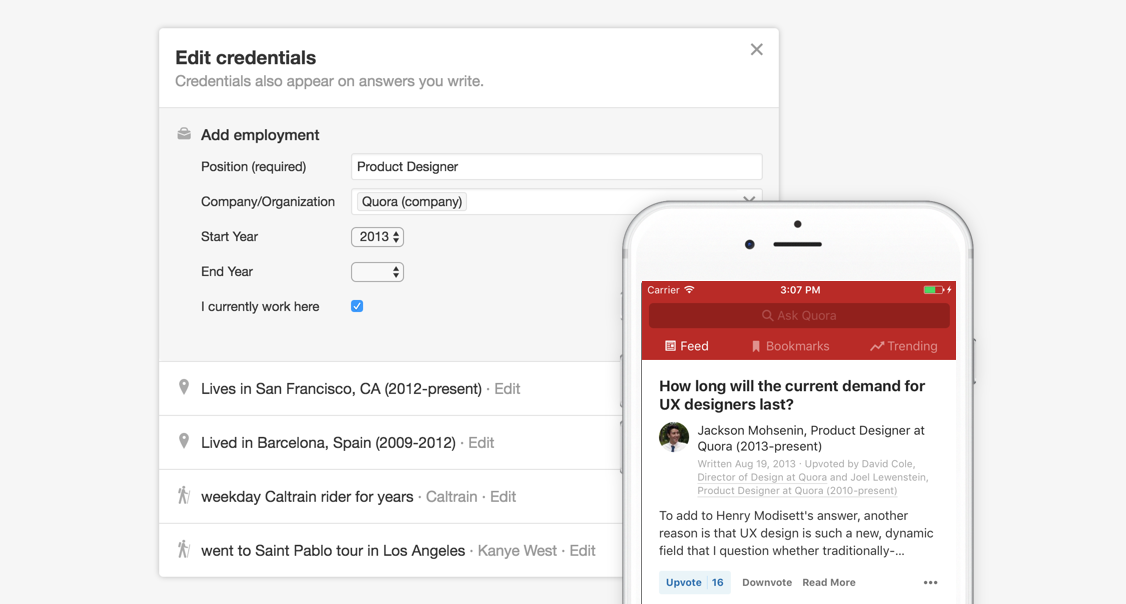 Edit credentials
Credentials also appear on answers you write.
Add employment
Position (required) Product Designer
Company/Organization Quora (company)
Start Year 2013
End Year
I currently work here
Lives in San Francisco, CA (2012-present) · Edit
Lived in Barcelona, Spain (2009-2012) · Edit
weekday Caltrain rider for years · Caltrain · Edit
went to Saint Pablo tour in Los Angeles · Kanye West · Edit
Carrier 3:07 PM
Ask Quora
Feed Bookmarks Trending
How long will the current demand for
UX designers last?
Jackson Mohsenin, Product Designer at
Quora (2013-present)
Written Aug 19, 2013 · Upvoted by David Cole,
Director of Design at Quora and Joel Lewenstein,
Product Designer at Quora (2010-present)
To add to Henry Modisett's answer, another
reason is that UX design is such a new, dynamic
field that I question whether traditionally-...
Upvote 16 Downvote Read More